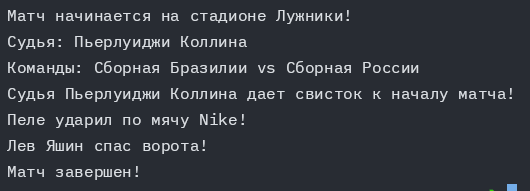 Матч начинается на стадионе Лужники!
Судья: Пьерлуиджи Коллина
Команды: Сборная Бразилии vs Сборная России
Судья Пьерлуиджи Коллина дает свисток к началу матча!
Пеле ударил по мячу Nike!
Лев Яшин спас ворота!
Матч завершен!